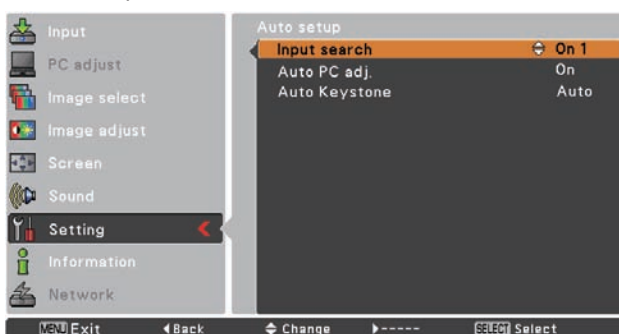 Input
PC adjust
Image select
Image adjust
Screen
Sound
Setting
Information
Network
Auto setup
Input search On 1
Auto PC adj. On
Auto Keystone Auto
MENU Exit Back Change ----- SELECT Select